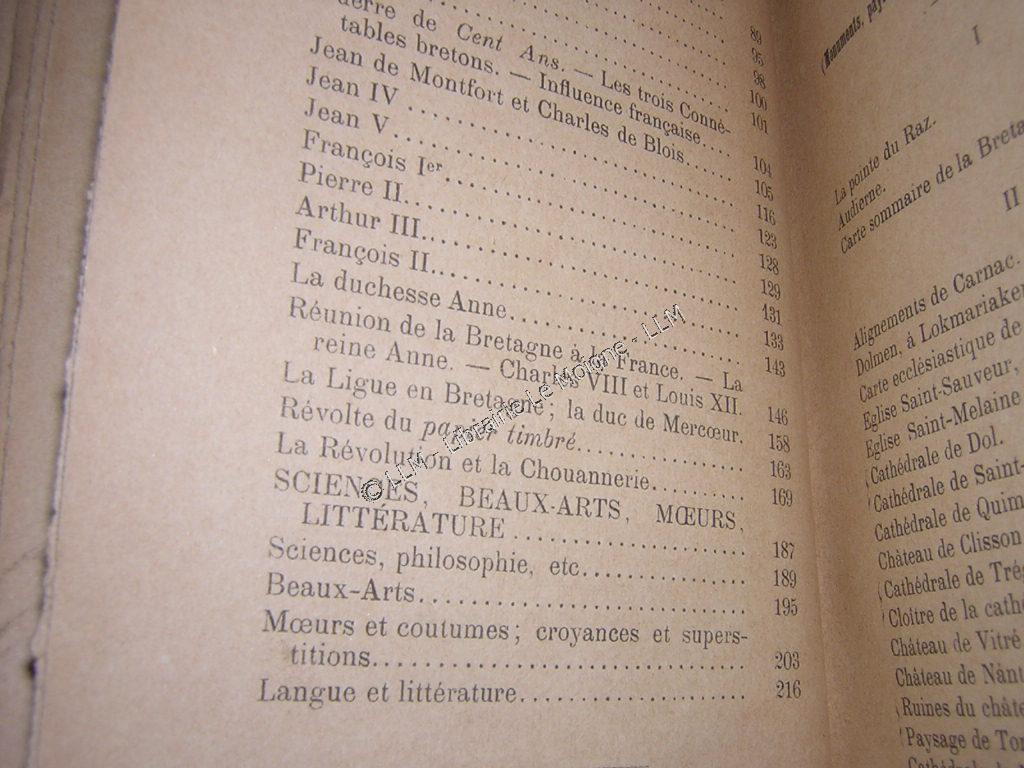 89
95
98
100
101
erre de Cent Ans. — Les trois Conné-
tables bretons. — Influence française.... 104
Jean de Montfort et Charles de Blois..... 105
Jean IV .............................. 116
Jean V............................... 123
François Ier.......................... 128
Pierre II............................. 129
Arthur III............................ 131
François II........................... 133
La duchesse Anne..................... 143
Réunion de la Bretagne à la France. — La
reine Anne. — Charles VIII et Louis XII. 146
La Ligue en Bretagne; la duc de Mercœur. 158
Révolte du papier timbré................ 163
La Révolution et la Chouannerie.......... 169
SCIENCES, BEAUX-ARTS, MŒURS,
LITTÉRATURE ........................ 187
Sciences, philosophie, etc................ 189
Beaux-Arts............................ 195
Mœurs et coutumes; croyances et supers-
titions............................... 203
Langue et littérature.................... 216
© LLM - Librairie Le Moigne - LLM
(Monuments, pay
I
La pointe du Raz.
Audierne.
Carte sommaire de la Breta
II
Alignements de Carnac.
Dolmen, à Lokmariaker
Carte ecclésiastique de
Eglise Saint-Sauveur,
Eglise Saint-Melaine
Cathédrale de Dol.
Cathédrale de Saint-
Cathédrale de Quim
Château de Clisson
Cathédrale de Trég
Cloître de la cathé
Château de Vitré
Château de Nant
Ruines du châte
Paysage de Ton